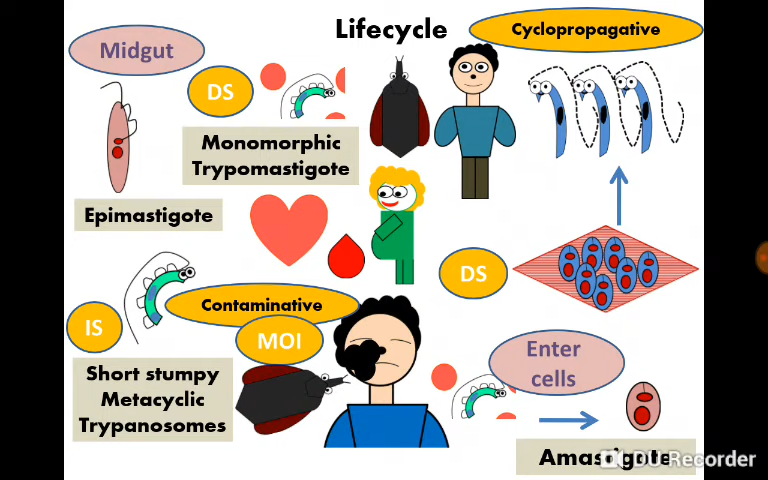 Lifecycle
Cyclopropagative
Midgut
DS
Monomorphic
Trypomastigote
Epimastigote
DS
Contaminative
IS
MOI
Short stumpy
Metacyclic
Trypanosomes
Enter
cells
Amastigote
DU Recorder